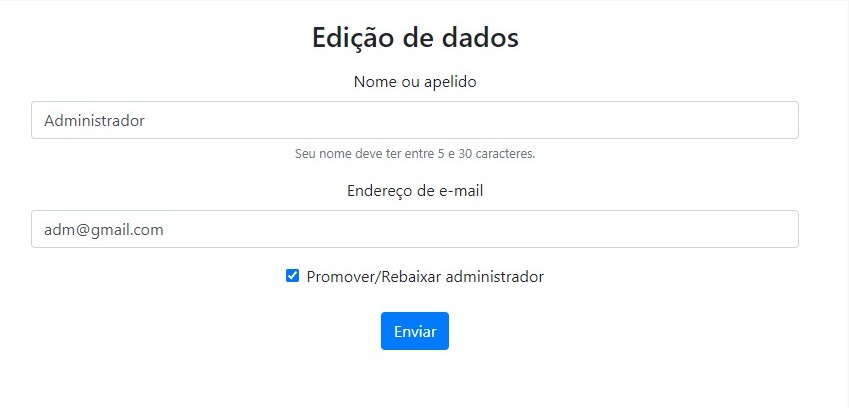 Edição de dados
Nome ou apelido
Administrador
Seu nome deve ter entre 5 e 30 caracteres.
Endereço de e-mail
adm@gmail.com
Promover/Rebaixar administrador
Enviar